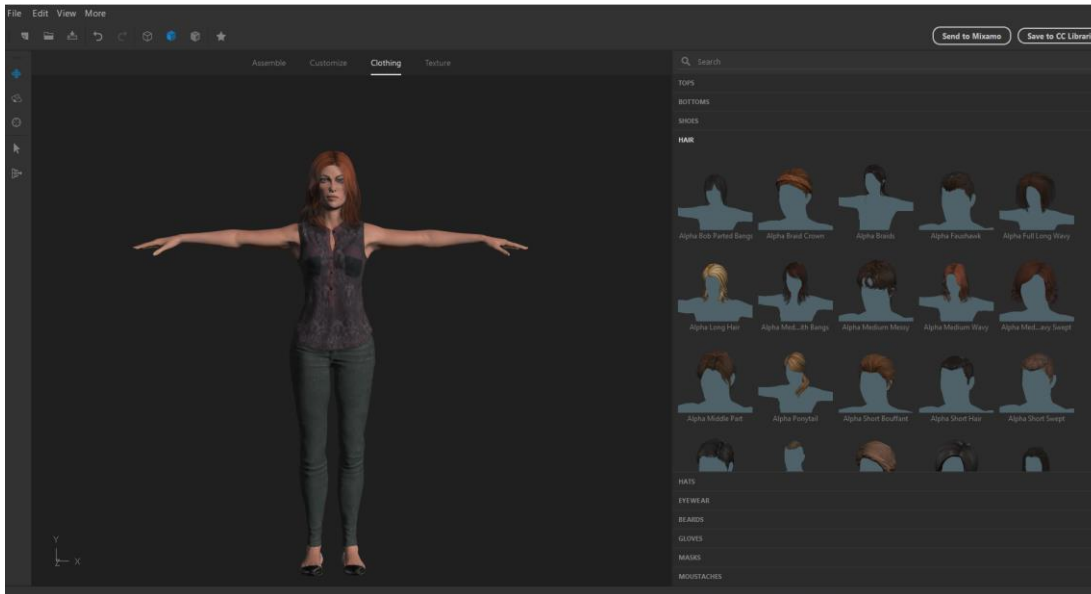 File Edit View More
Send to Mixamo Save to CC Librari
Assemble Customize Clothing Texture
Search
TOPS
BOTTOMS
SHOES
HAIR
Alpha Bob Parted Bangs Alpha Braid Crown Alpha Braids Alpha Fauxhawk Alpha Full Long Wavy
Alpha Long Hair Alpha Med...ith Bangs Alpha Medium Messy Alpha Medium Wavy Alpha Med...avy Swept
Alpha Middle Part Alpha Ponytail Alpha Short Bouffant Alpha Short Hair Alpha Short Swept
HATS
EYEWEAR
BEARDS
GLOVES
MASKS
MOUSTACHES
Y
Z X